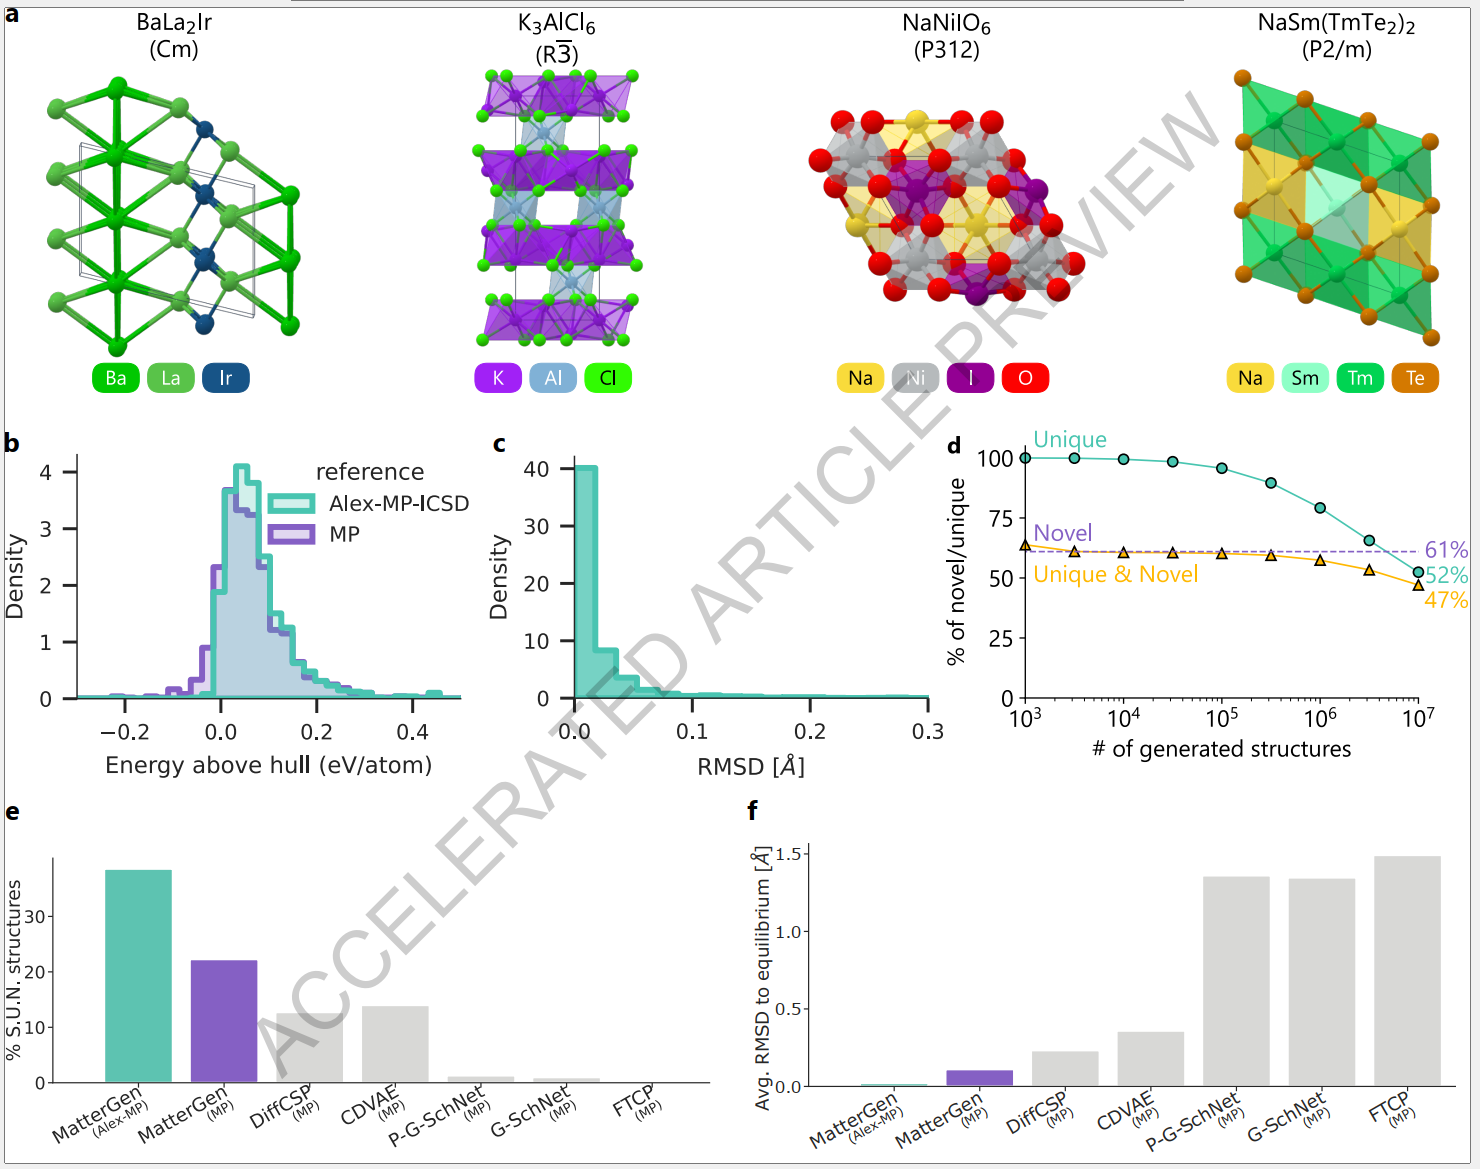 a
BaLa2Ir
(Cm)
K3AlCl6
(R3̅)
NaNiIO6
(P312)
NaSm(TmTe2)2
(P2/m)
Ba La Ir
K Al Cl
Na Ni I O
Na Sm Tm Te
b
Density
4
3
2
1
0
reference
Alex-MP-ICSD
MP
−0.2 0.0 0.2 0.4
Energy above hull (eV/atom)
c
Density
40
30
20
10
0
0.0 0.1 0.2 0.3
RMSD [Å]
d
% of novel/unique
100
75
50
25
0
Unique
Novel
Unique & Novel
61%
52%
47%
10^3 10^4 10^5 10^6 10^7
# of generated structures
e
% S.U.N. structures
30
20
10
0
MatterGen
(Alex-MP)
MatterGen
(MP)
DiffCSP
(MP)
CDVAE
(MP)
P-G-SchNet
(MP)
G-SchNet
(MP)
FTCP
(MP)
f
Avg. RMSD to equilibrium [Å]
1.5
1.0
0.5
0.0
MatterGen
(Alex-MP)
MatterGen
(MP)
DiffCSP
(MP)
CDVAE
(MP)
P-G-SchNet
(MP)
G-SchNet
(MP)
FTCP
(MP)
ACCELERATED ARTICLE PREVIEW